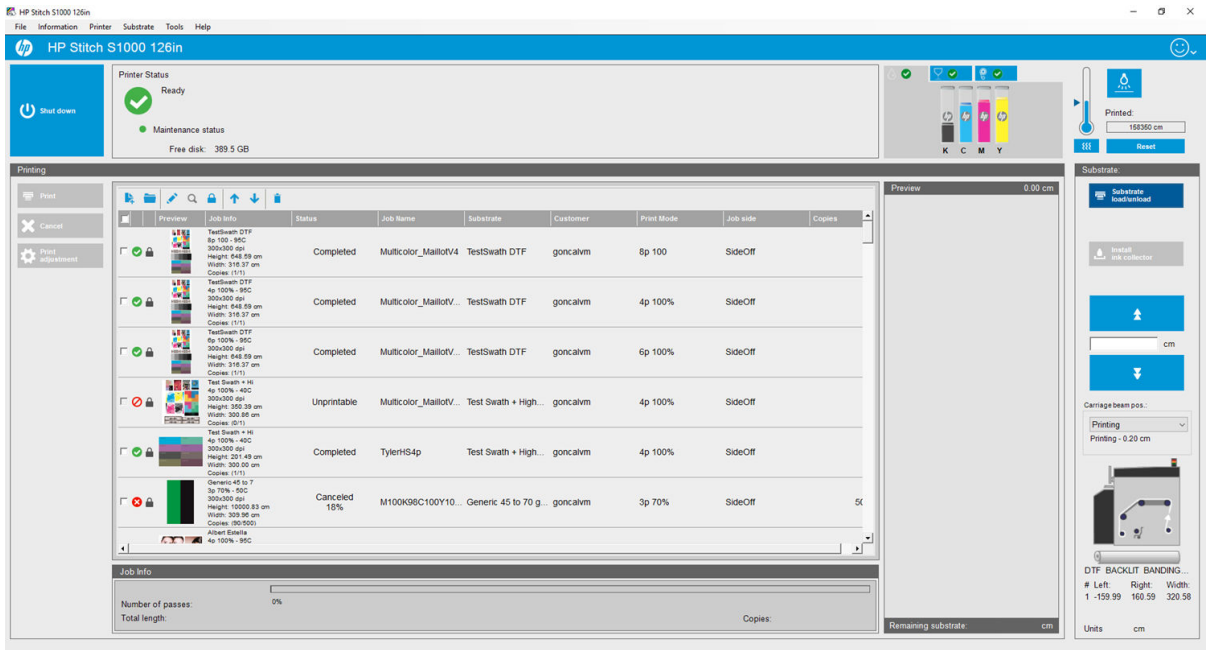 HP Stitch S1000 126in
File Information Printer Substrate Tools Help
HP Stitch S1000 126in
Shut down
Printer Status
Ready
Maintenance status
Free disk: 389.5 GB
K C M Y
Printed:
158350 cm
Reset
Printing
Print
Cancel
Print
adjustment
Preview Job Info Status Job Name Substrate Customer Print Mode Job side Copies
TestSwath DTF
8p 100 - 95C
300x300 dpi
Height: 648.59 cm
Width: 316.37 cm
Copies: (1/1)
Completed Multicolor_MaillotV4 TestSwath DTF goncalvm 8p 100 SideOff
TestSwath DTF
4p 100% - 95C
300x300 dpi
Height: 648.59 cm
Width: 316.37 cm
Copies: (1/1)
Completed Multicolor_MaillotV... TestSwath DTF goncalvm 4p 100% SideOff
TestSwath DTF
6p 100% - 95C
300x300 dpi
Height: 648.59 cm
Width: 316.37 cm
Copies: (1/1)
Completed Multicolor_MaillotV... TestSwath DTF goncalvm 6p 100% SideOff
Test Swath + Hi
4p 100% - 40C
300x300 dpi
Height: 350.39 cm
Width: 300.86 cm
Copies: (0/1)
Unprintable Multicolor_MaillotV... Test Swath + High... goncalvm 4p 100% SideOff
Test Swath + Hi
4p 100% - 40C
300x300 dpi
Height: 201.49 cm
Width: 300.00 cm
Copies: (1/1)
Completed TylerHS4p Test Swath + High... goncalvm 4p 100% SideOff
Generic 45 to 7
3p 70% - 50C
300x300 dpi
Height: 10000.83 cm
Width: 309.96 cm
Copies: (90/500)
Canceled
18%
M100K98C100Y10... Generic 45 to 70 g... goncalvm 3p 70% SideOff 50
Albert Estella
4p 100% - 95C
Job Info
0%
Number of passes:
Total length:
Copies:
Preview 0.00 cm
Remaining substrate: cm
Substrate:
Substrate
load/unload
Install
ink collector
cm
Carriage beam pos.:
Printing
Printing - 0.20 cm
DTF BACKLIT BANDING...
# Left: Right: Width:
1 -159.99 160.59 320.58
Units cm